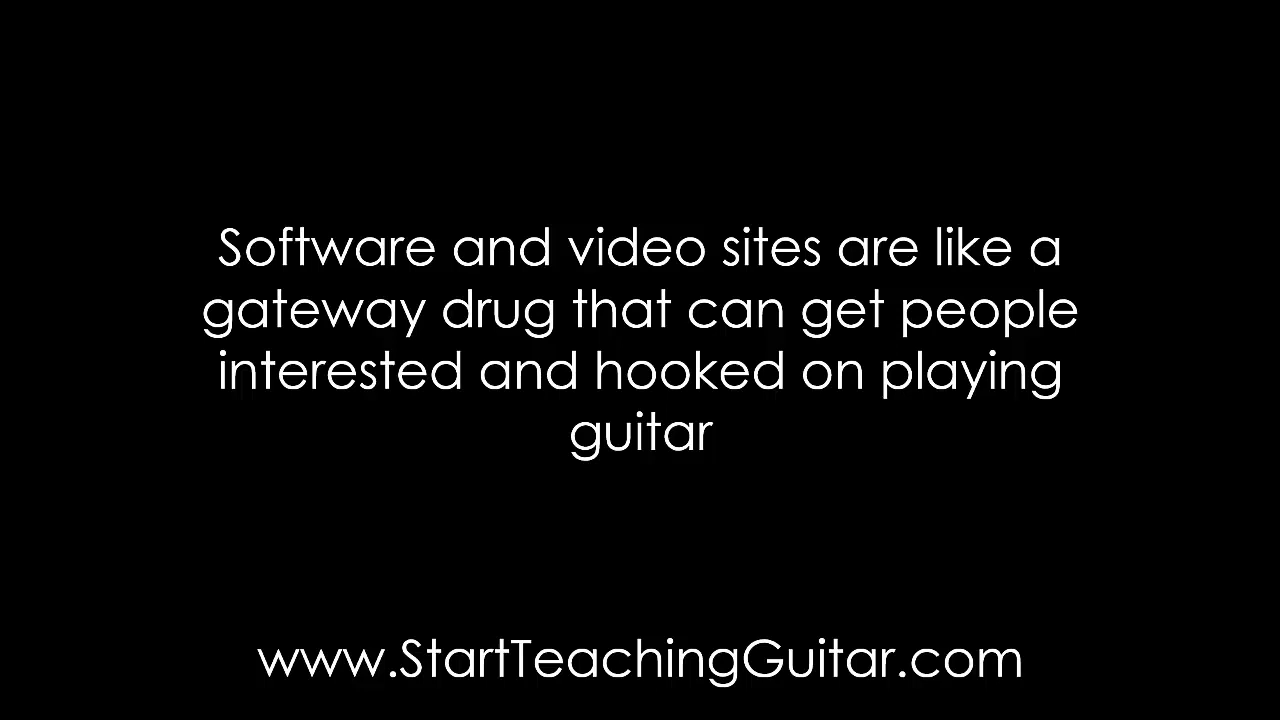 Software and video sites are like a
gateway drug that can get people
interested and hooked on playing
guitar
www.StartTeachingGuitar.com